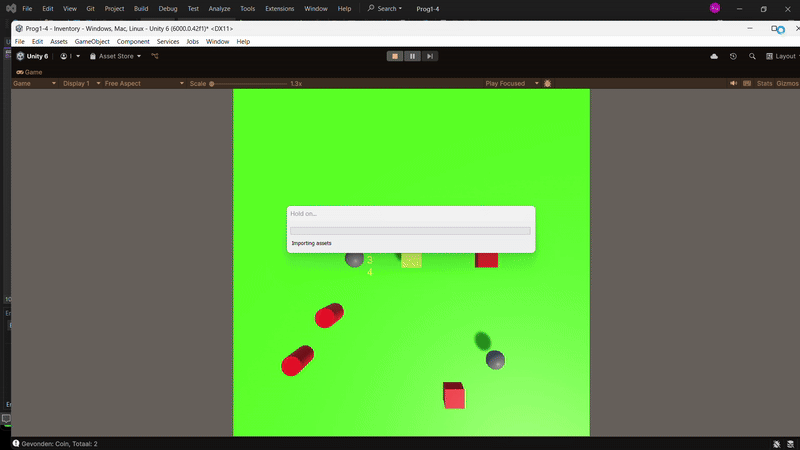 File Edit View Git Project Build Debug Test Analyze Tools Extensions Window Help Search Prog1-4
Prog1-4 - Inventory - Windows, Mac, Linux - Unity 6 (6000.0.42f1)* <DX11>
File Edit Assets GameObject Component Services Jobs Window Help
Unity 6 Asset Store Layout
Game
Game Display 1 Free Aspect Scale 1.3x Play Focused Stats Gizmos
Hold on...
Importing assets
3
4
Gevonden: Coin, Totaal: 2